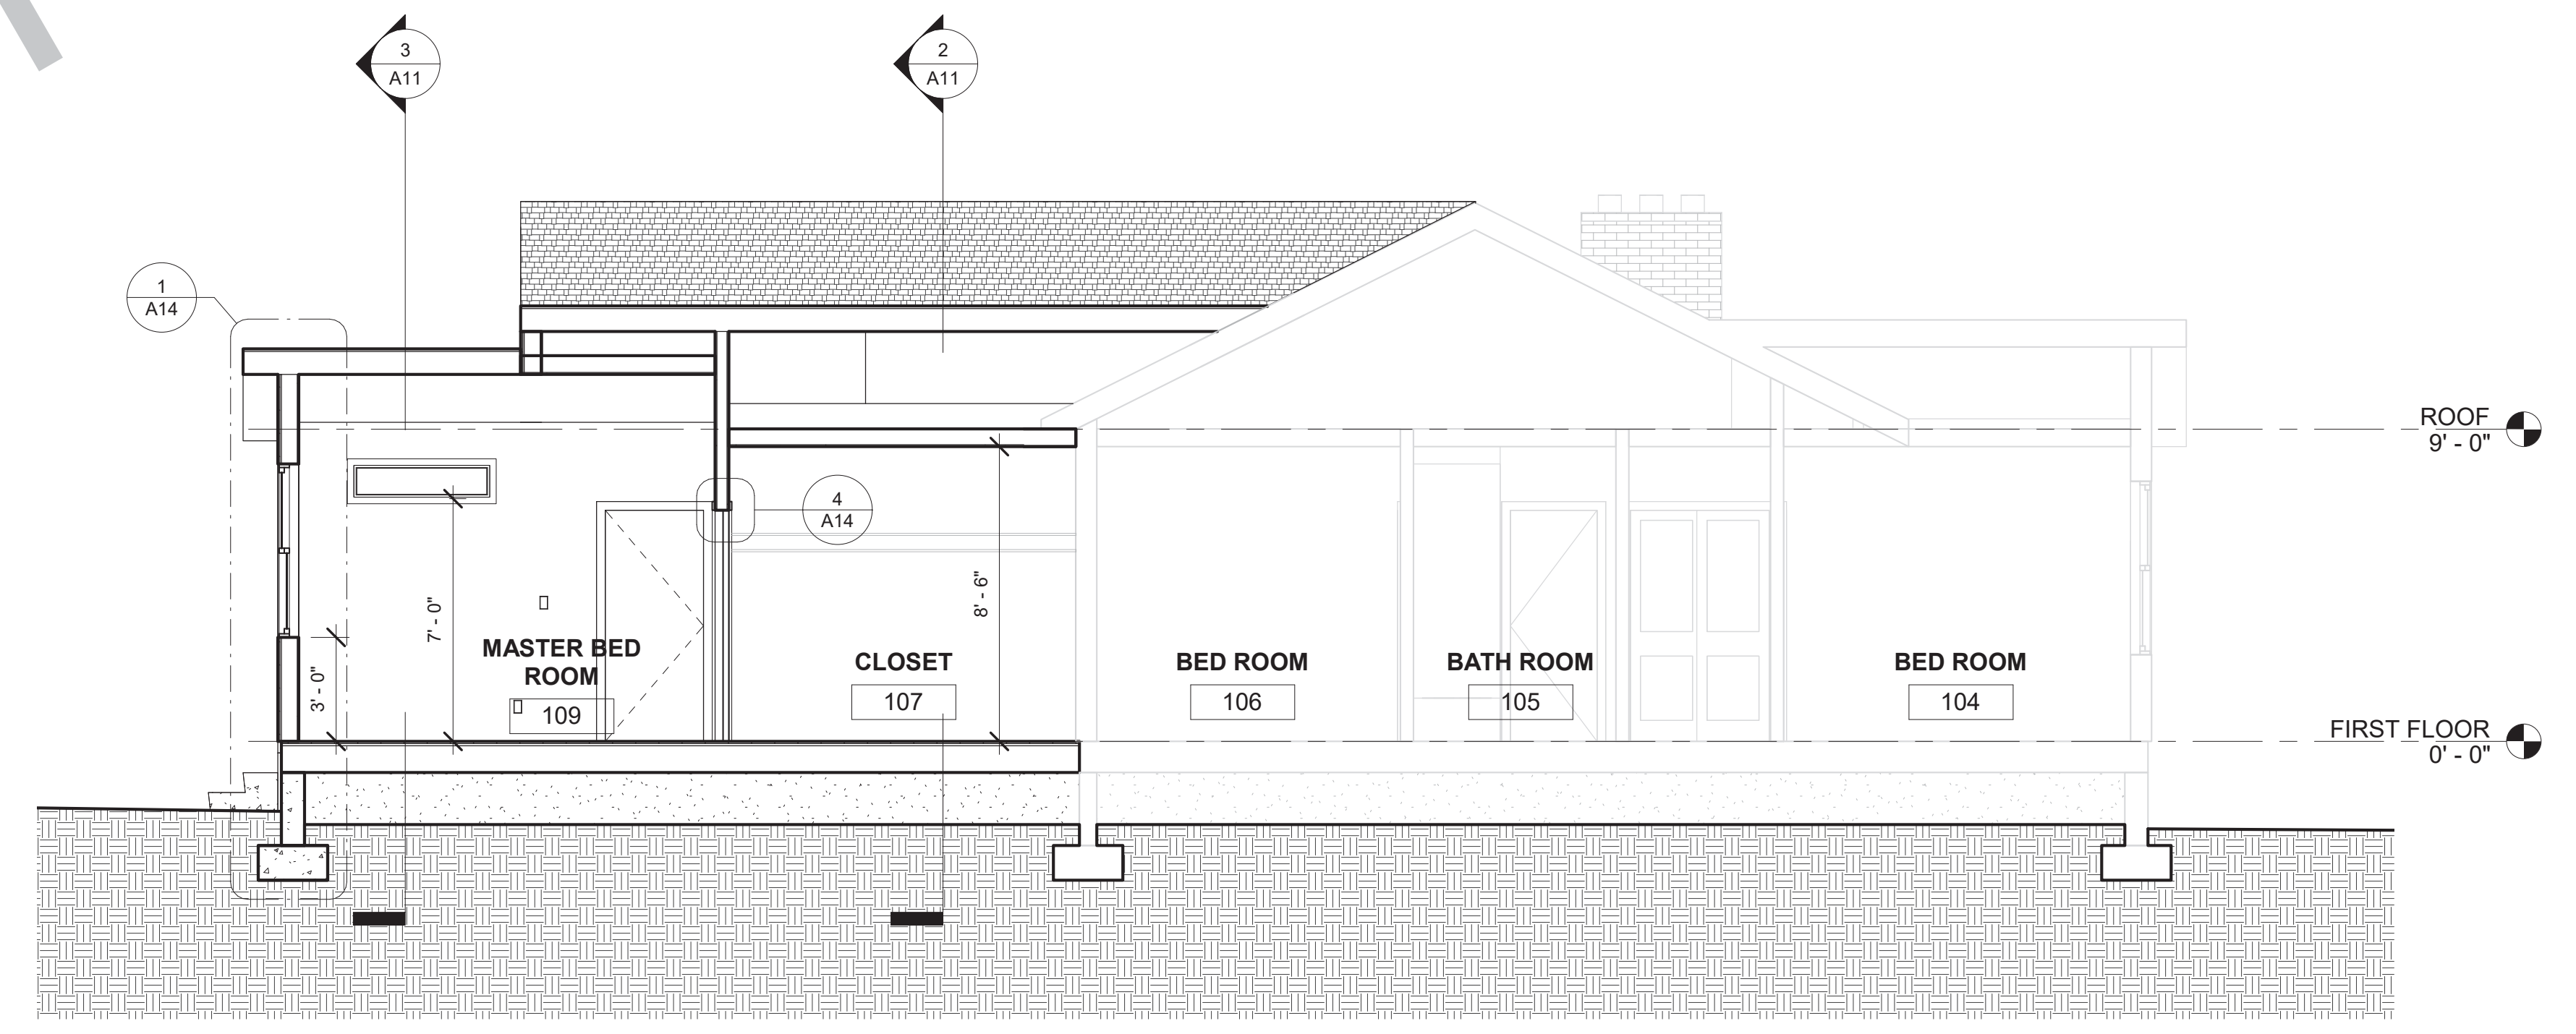 3
A11
2
A11
1
A14
ROOF
9' - 0"
4
A14
7' - 0"
8' - 6"
3' - 0"
MASTER BED
ROOM
109
CLOSET
107
BED ROOM
106
BATH ROOM
105
BED ROOM
104
FIRST FLOOR
0' - 0"